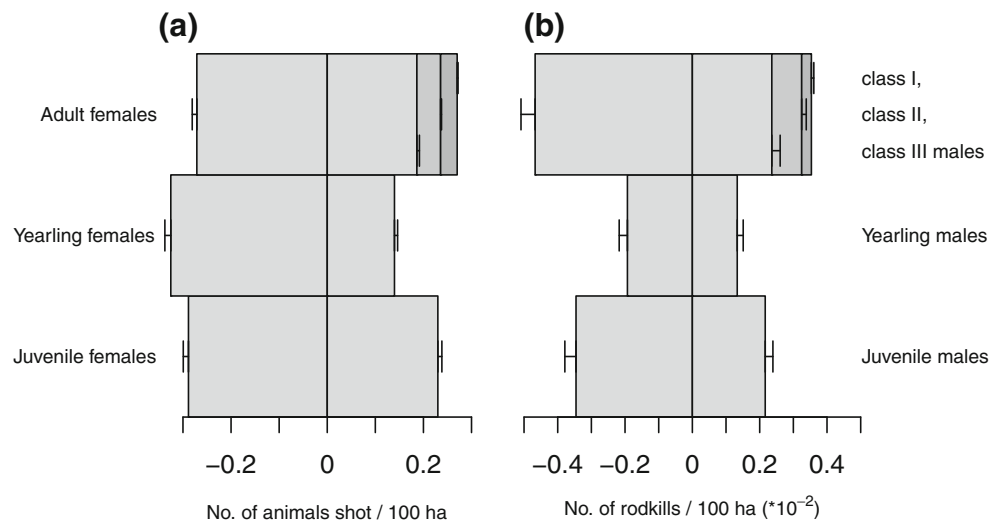 (a)
(b)
Adult females
class I,
class II,
class III males
Yearling females
Yearling males
Juvenile females
Juvenile males
−0.2 0 0.2
−0.4 −0.2 0 0.2 0.4
No. of animals shot / 100 ha
No. of rodkills / 100 ha (*10⁻²)